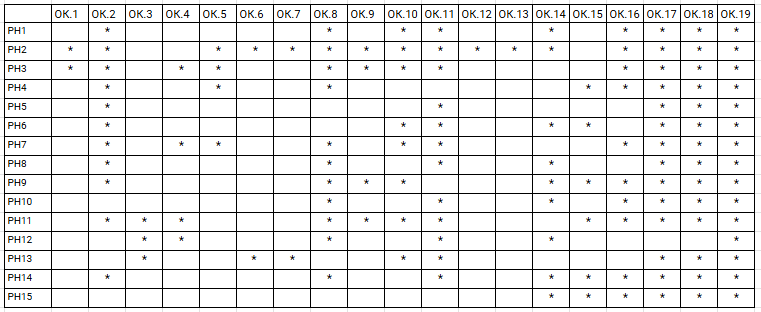 OK.1 OK.2 OK.3 OK.4 OK.5 OK.6 OK.7 OK.8 OK.9 OK.10 OK.11 OK.12 OK.13 OK.14 OK.15 OK.16 OK.17 OK.18 OK.19
PH1 * * * * * * * * *
PH2 * * * * * * * * * * * * * * * *
PH3 * * * * * * * * * * * *
PH4 * * * * * * * *
PH5 * * * * *
PH6 * * * * * * * *
PH7 * * * * * * * * * *
PH8 * * * * * * *
PH9 * * * * * * * * * *
PH10 * * * * * * *
PH11 * * * * * * * * * * * *
PH12 * * * * * *
PH13 * * * * * * * *
PH14 * * * * * * * * *
PH15 * * * * * *